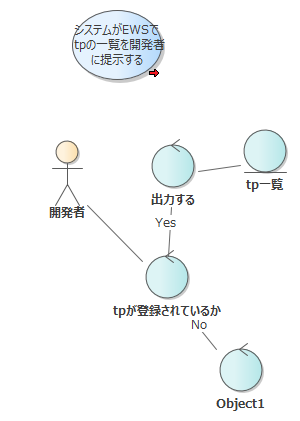 システムがEWSで
tpの一覧を開発者
に提示する
開発者
出力する
tp一覧
Yes
tpが登録されているか
No
Object1